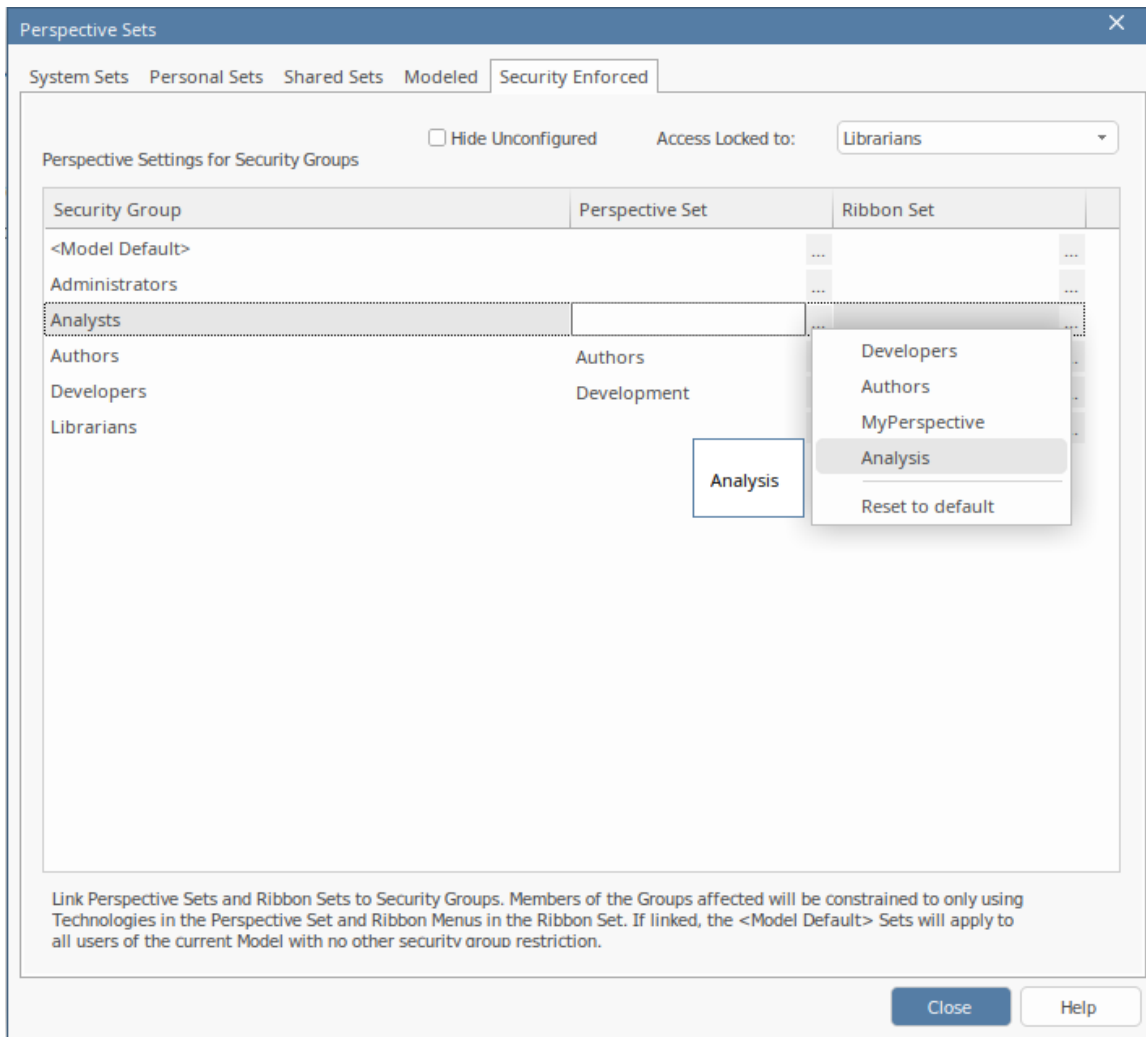 Perspective Sets
System Sets Personal Sets Shared Sets Modeled Security Enforced
Hide Unconfigured Access Locked to: Librarians
Perspective Settings for Security Groups
Security Group Perspective Set Ribbon Set
<Model Default> ... ...
Administrators ... ...
Analysts ... ...
Developers
Authors Authors
Authors
Developers Development
MyPerspective
Librarians
Analysis
Analysis
Reset to default
Link Perspective Sets and Ribbon Sets to Security Groups. Members of the Groups affected will be constrained to only using
Technologies in the Perspective Set and Ribbon Menus in the Ribbon Set. If linked, the <Model Default> Sets will apply to
all users of the current Model with no other security group restriction.
Close Help